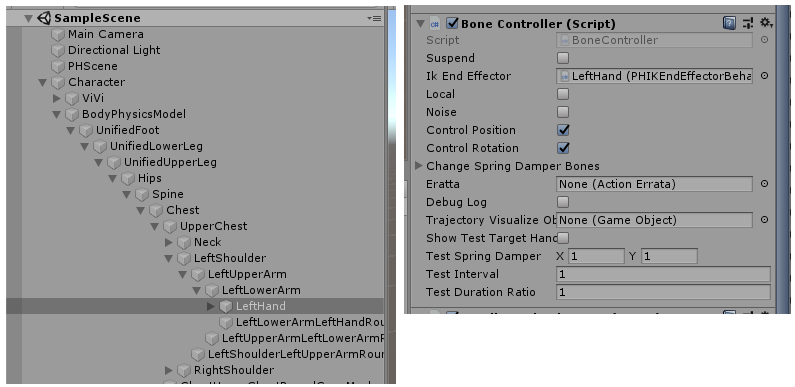 SampleScene
Main Camera
Directional Light
PHScene
Character
ViVi
BodyPhysicsModel
UnifiedFoot
UnifiedLowerLeg
UnifiedUpperLeg
Hips
Spine
Chest
UpperChest
Neck
LeftShoulder
LeftUpperArm
LeftLowerArm
LeftHand
LeftLowerArmLeftHandRou
LeftUpperArmLeftLowerArmR
LeftShoulderLeftUpperArmRour
RightShoulder
Bone Controller (Script)
Script BoneController
Suspend
Ik End Effector LeftHand (PHIKEndEffectorBeha
Local
Noise
Control Position
Control Rotation
Change Spring Damper Bones
Eratta None (Action Errata)
Debug Log
Trajectory Visualize Ob None (Game Object)
Show Test Target Hand
Test Spring Damper X 1 Y 1
Test Interval 1
Test Duration Ratio 1